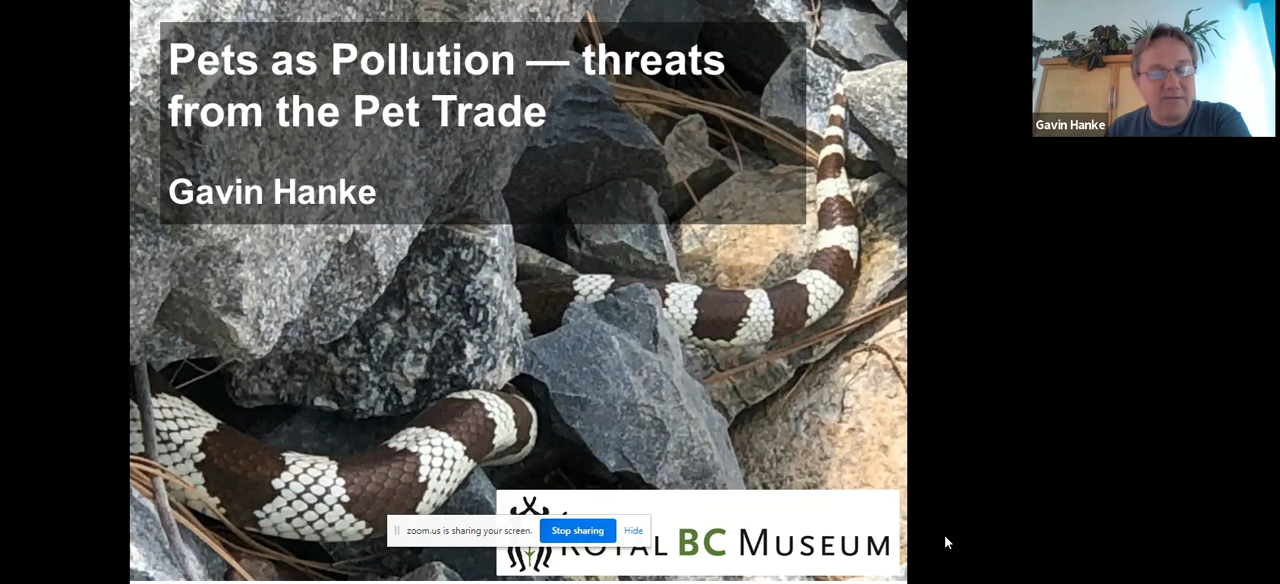 Pets as Pollution — threats
from the Pet Trade
Gavin Hanke
Gavin Hanke
zoom.us is sharing your screen.
Stop sharing
Hide
ROYAL BC MUSEUM